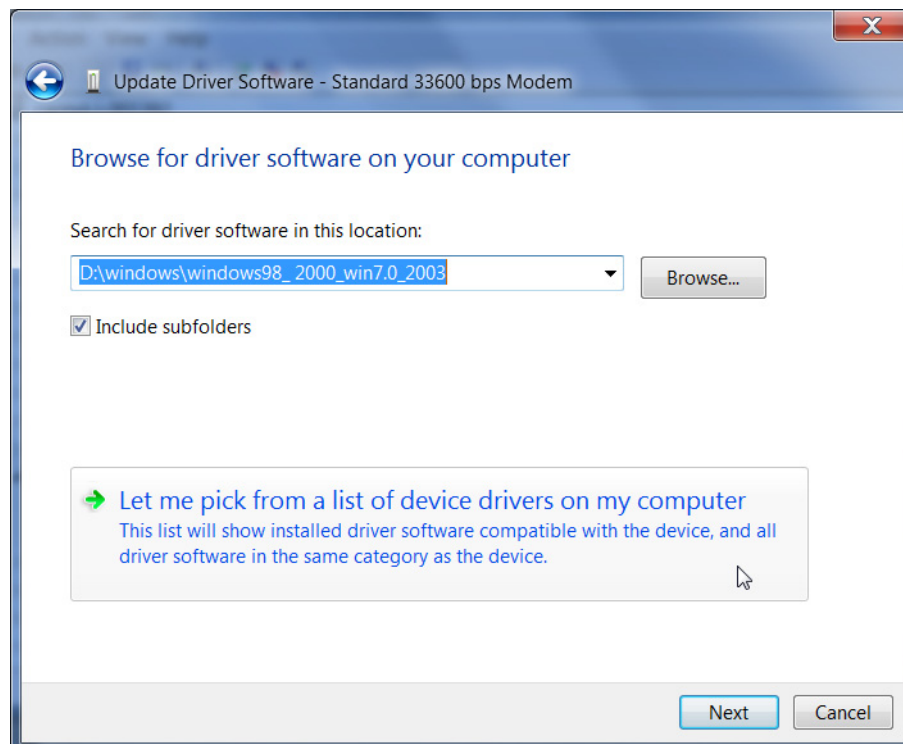 Action View Help
Update Driver Software - Standard 33600 bps Modem
Browse for driver software on your computer
Search for driver software in this location:
D:\windows\windows98_ 2000_win7.0_2003
Browse...
Include subfolders
Let me pick from a list of device drivers on my computer
This list will show installed driver software compatible with the device, and all
driver software in the same category as the device.
Next
Cancel